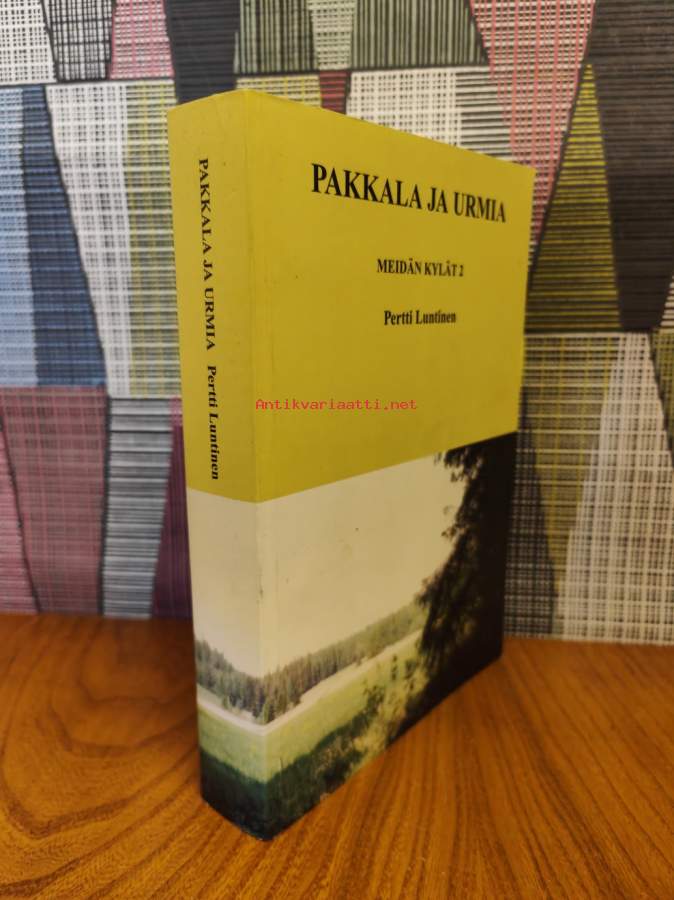 PAKKALA JA URMIA
MEIDÄN KYLÄT 2
Pertti Luntinen
PAKKALA JA URMIA Pertti Luntinen
Antikvariaatti.net